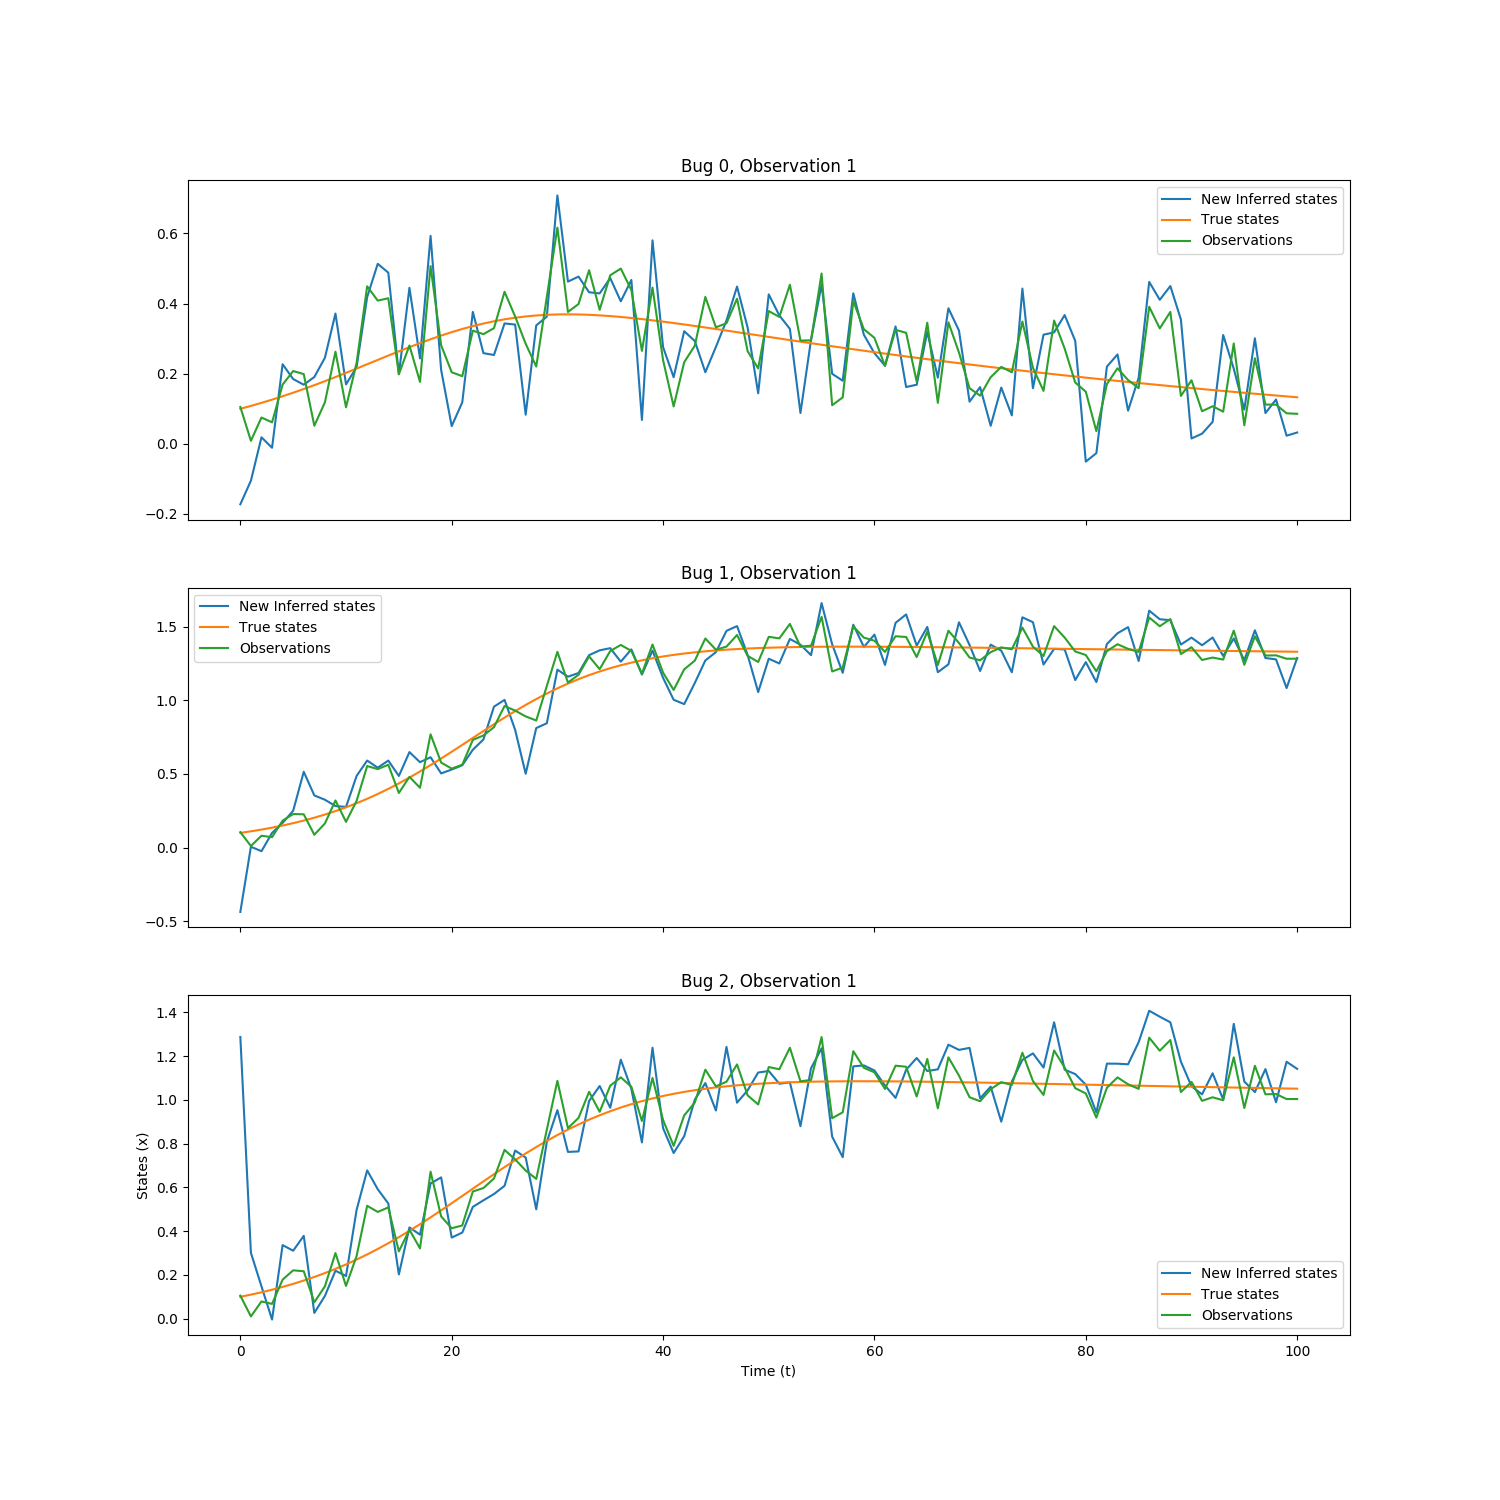 Bug 0, Observation 1
New Inferred states
True states
Observations
0.6
0.4
0.2
0.0
−0.2
Bug 1, Observation 1
New Inferred states
True states
Observations
1.5
1.0
0.5
0.0
−0.5
Bug 2, Observation 1
1.4
1.2
1.0
0.8
0.6
0.4
0.2
0.0
States (x)
New Inferred states
True states
Observations
0 20 40 60 80 100
Time (t)